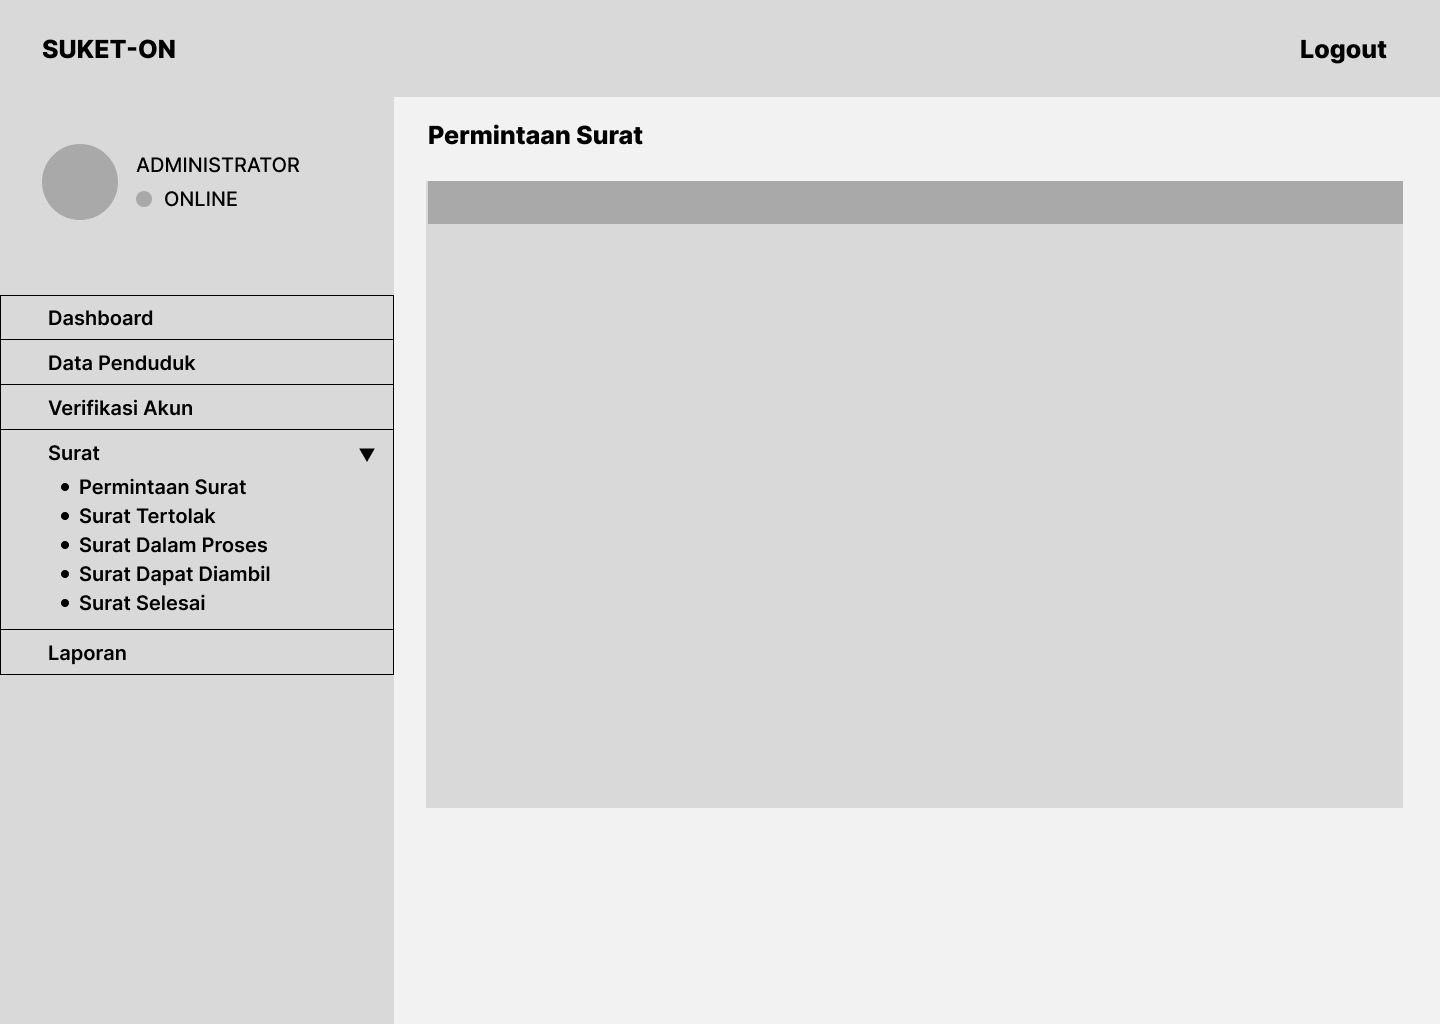 SUKET-ON
Logout
ADMINISTRATOR
ONLINE
Dashboard
Data Penduduk
Verifikasi Akun
Surat
Permintaan Surat
Surat Tertolak
Surat Dalam Proses
Surat Dapat Diambil
Surat Selesai
Laporan
Permintaan Surat